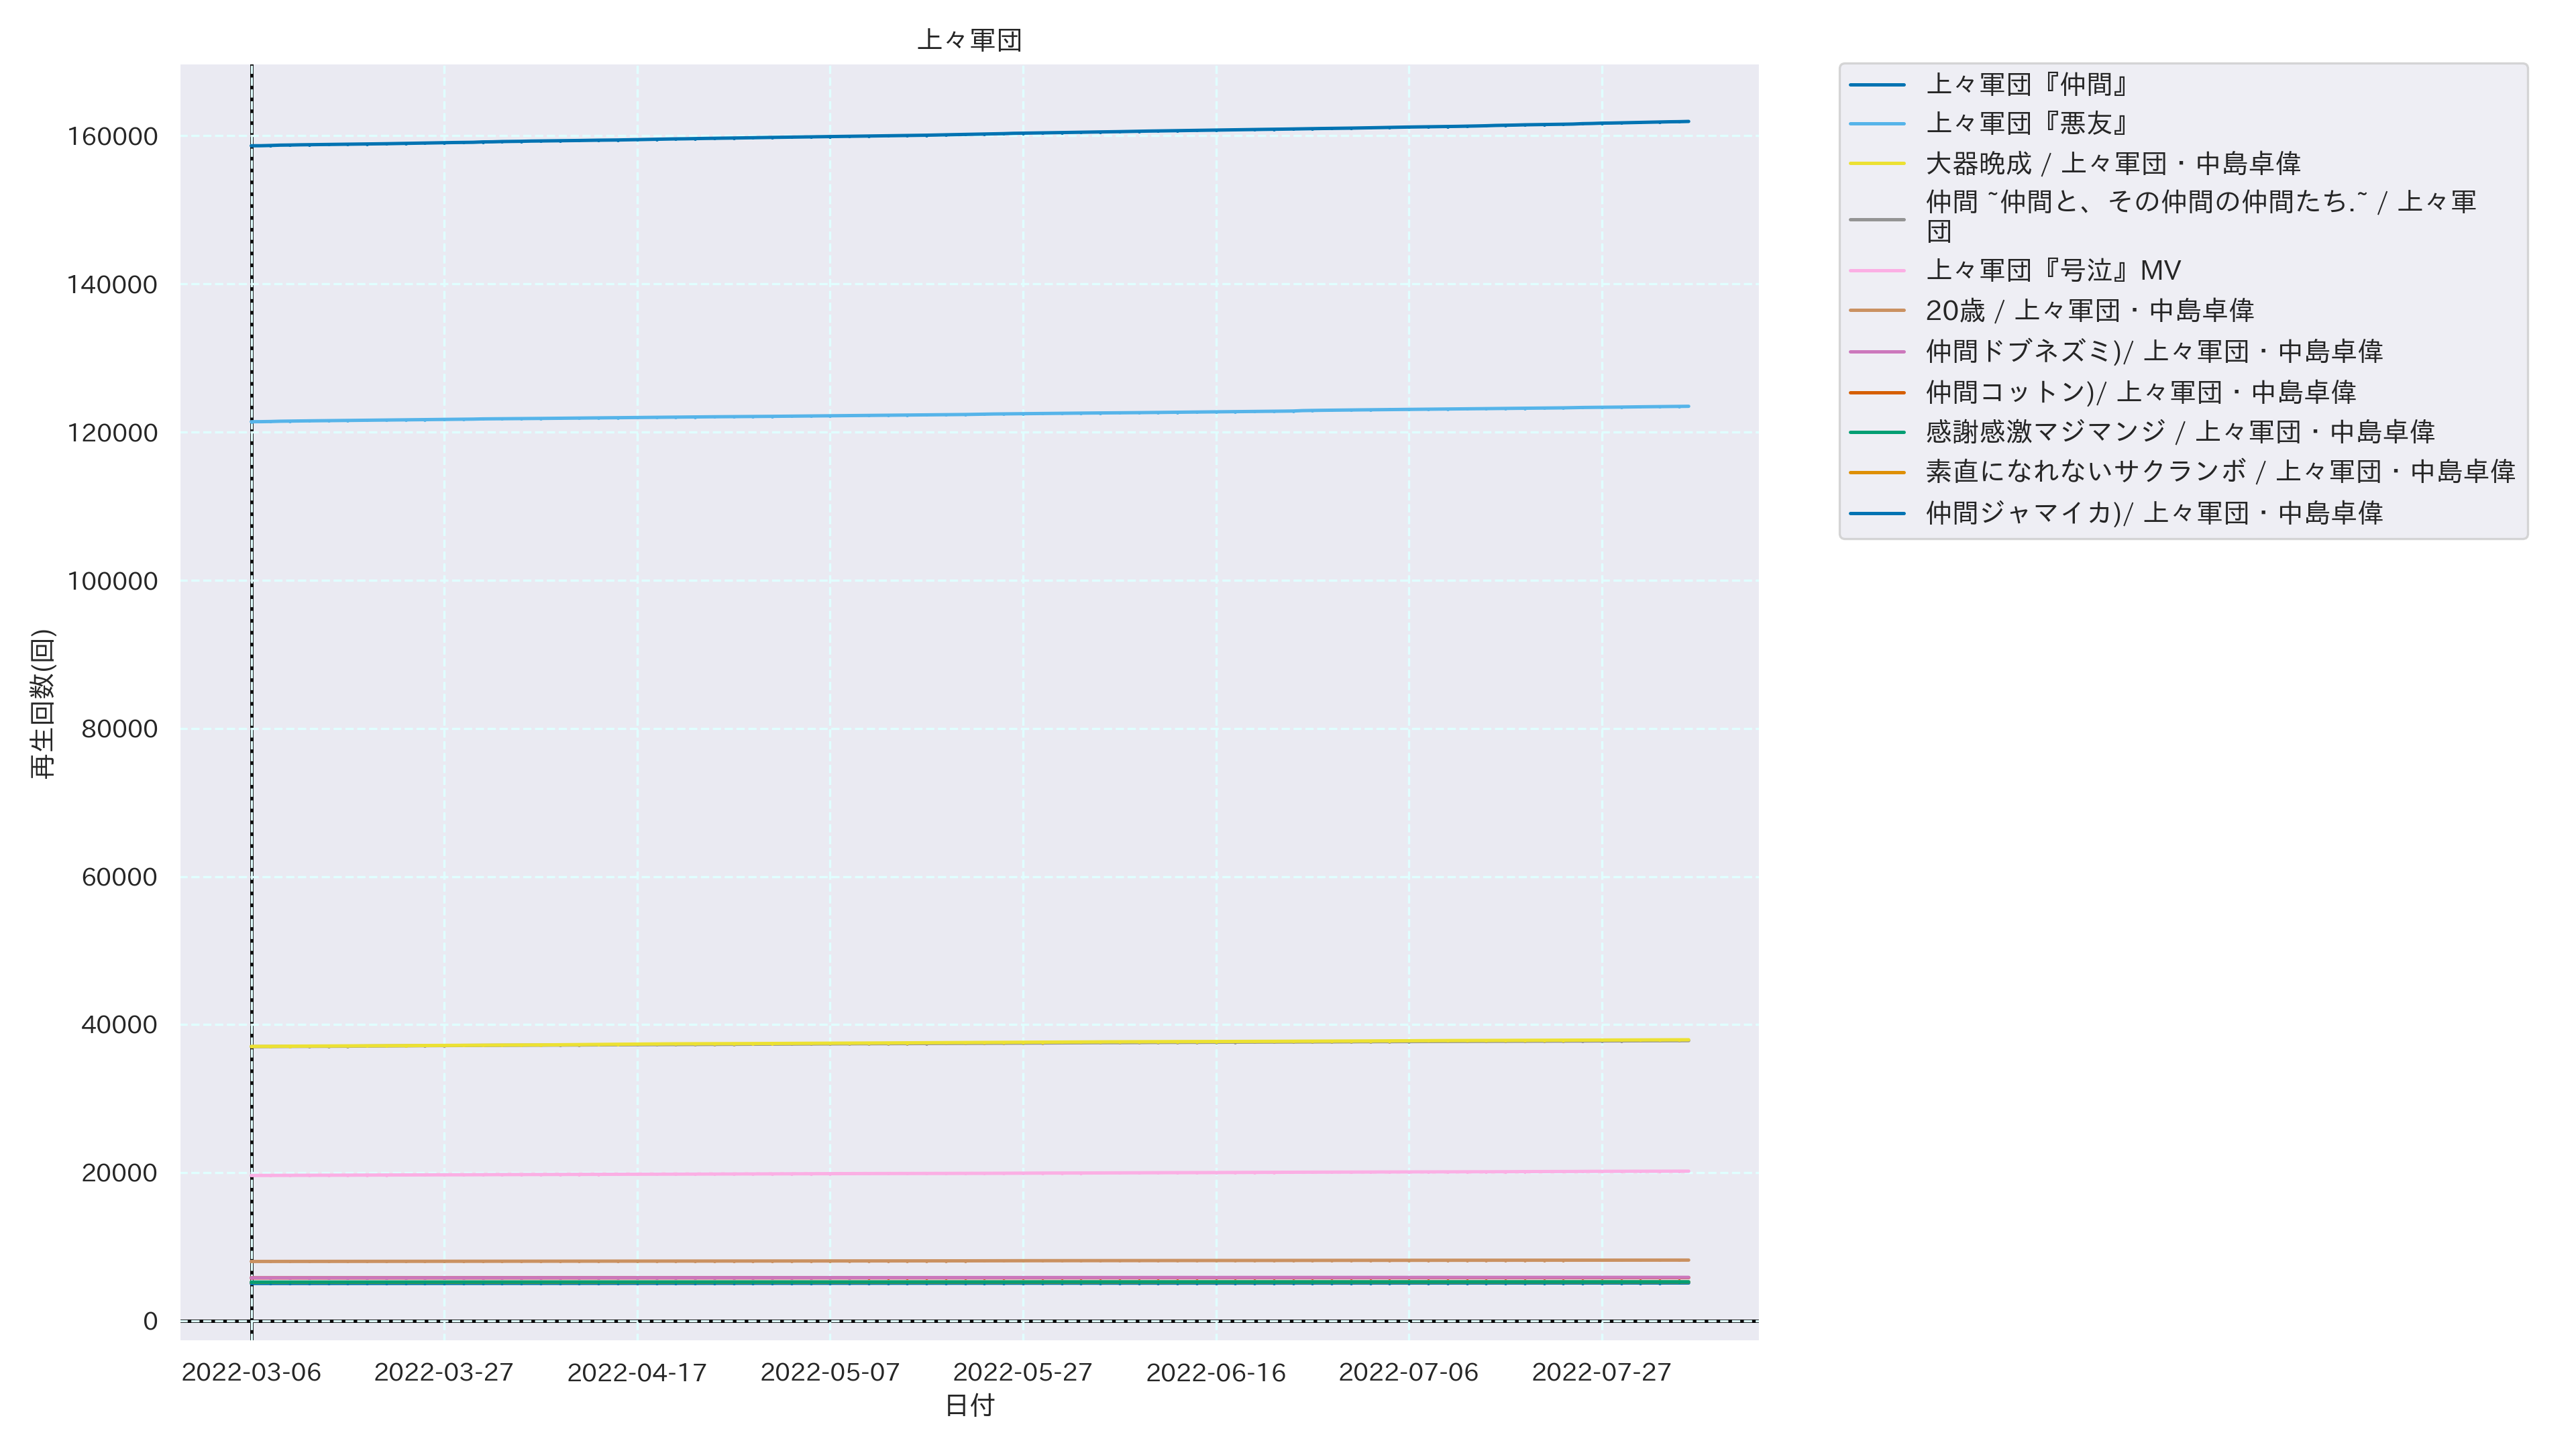 上々軍団
160000
140000
120000
100000
80000
60000
40000
20000
0
再生回数(回)
2022-03-06
2022-03-27
2022-04-17
2022-05-07
2022-05-27
2022-06-16
2022-07-06
2022-07-27
日付
上々軍団『仲間』
上々軍団『悪友』
大器晩成 / 上々軍団・中島卓偉
仲間 ~仲間と、その仲間の仲間たち.~ / 上々軍
団
上々軍団『号泣』MV
20歳 / 上々軍団・中島卓偉
仲間ドブネズミ)/ 上々軍団・中島卓偉
仲間コットン)/ 上々軍団・中島卓偉
感謝感激マジマンジ / 上々軍団・中島卓偉
素直になれないサクランボ / 上々軍団・中島卓偉
仲間ジャマイカ)/ 上々軍団・中島卓偉